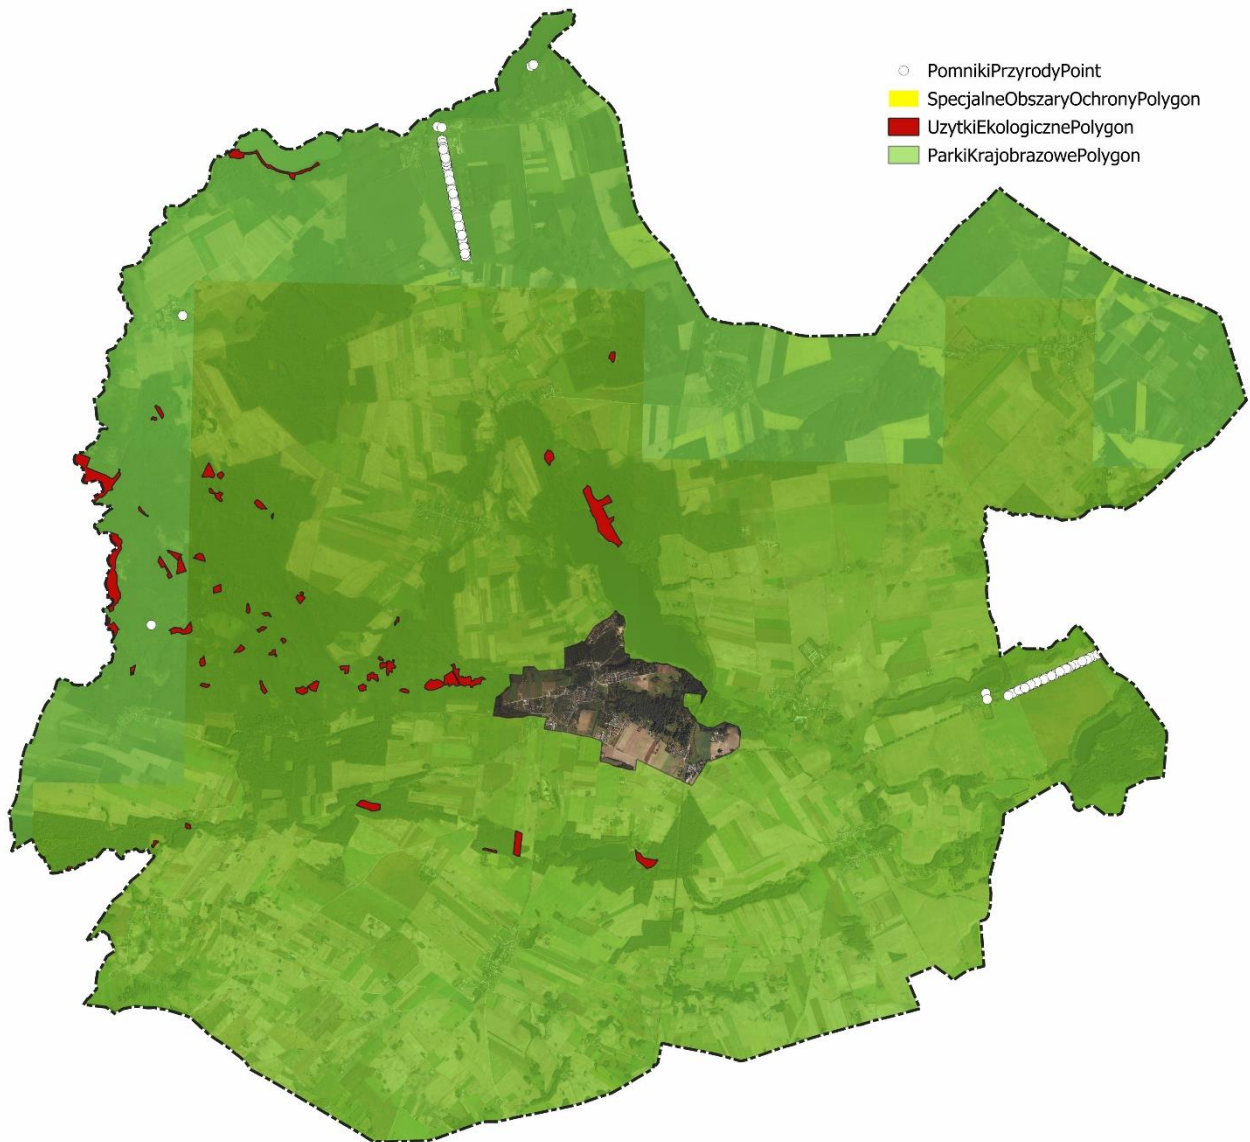 PomnikiPrzyrodyPoint
SpecjalneObszaryOchronyPolygon
UzytkiEkologicznePolygon
ParkiKrajobrazowePolygon